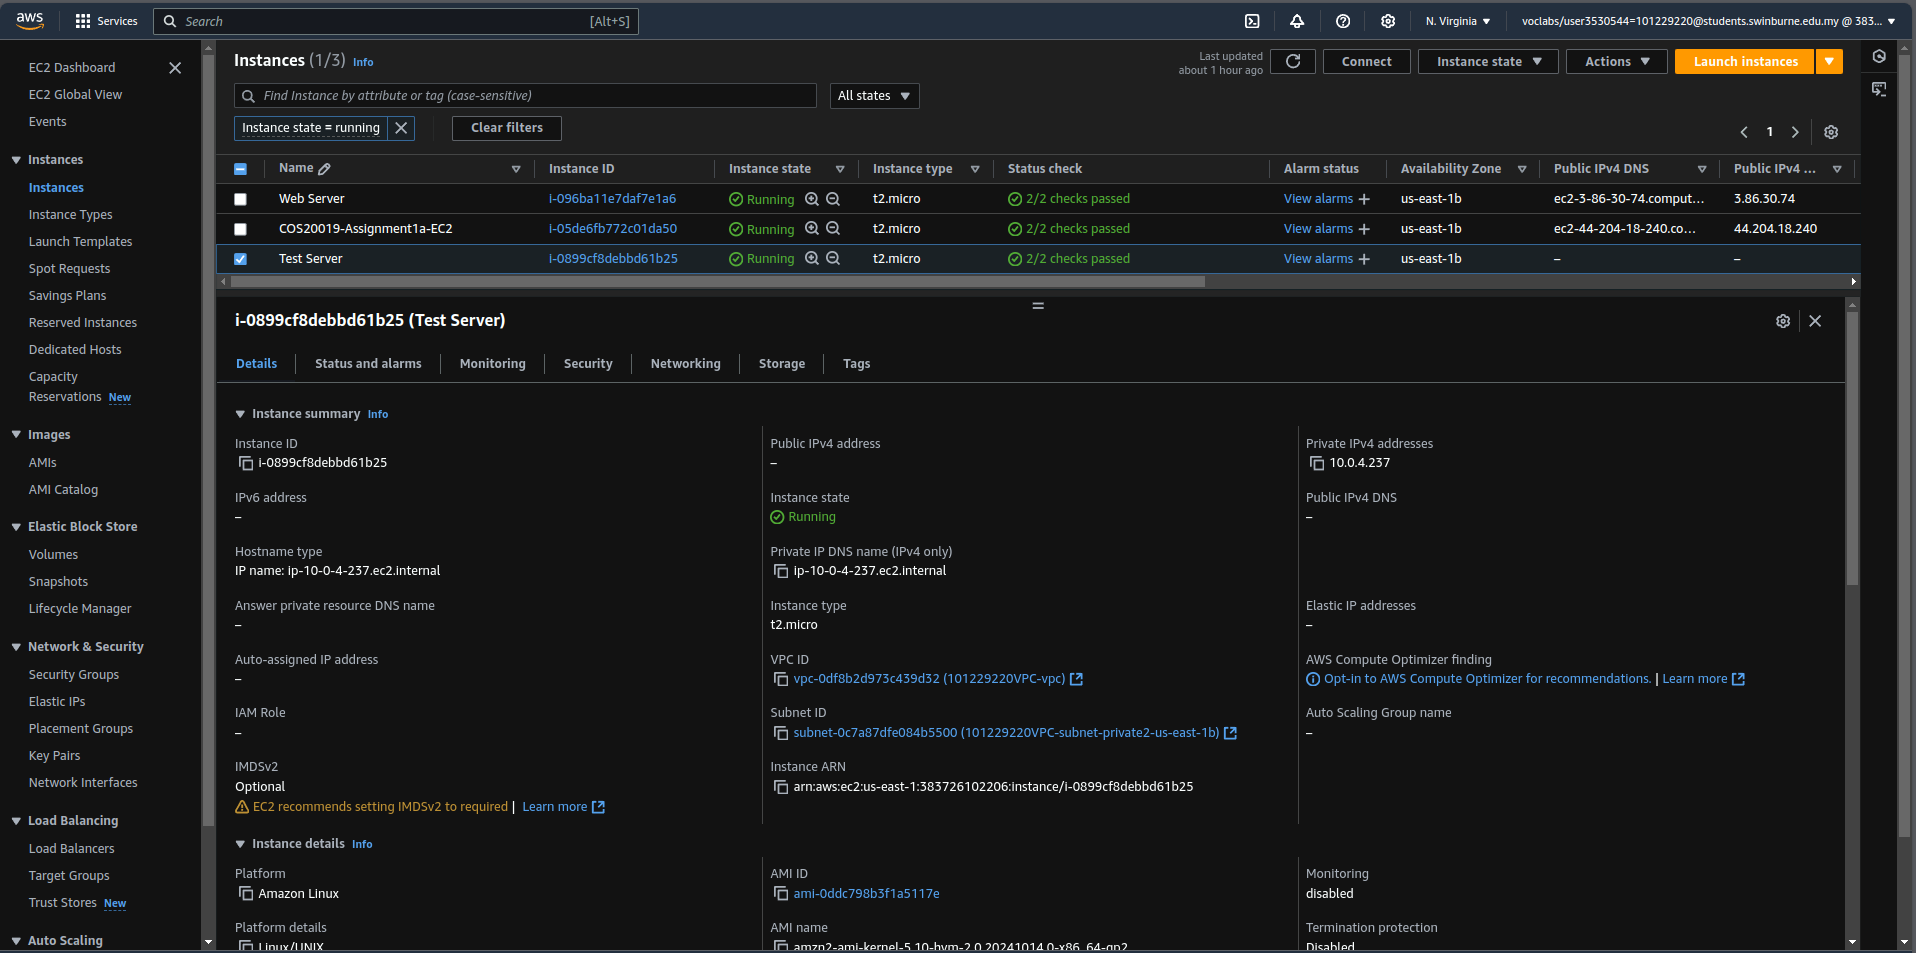 aws Services Search [Alt+S] N. Virginia voclabs/user3530544=101229220@students.swinburne.edu.my @ 383...
EC2 Dashboard
EC2 Global View
Events
Instances
Instances
Instance Types
Launch Templates
Spot Requests
Savings Plans
Reserved Instances
Dedicated Hosts
Capacity
Reservations New
Images
AMIs
AMI Catalog
Elastic Block Store
Volumes
Snapshots
Lifecycle Manager
Network & Security
Security Groups
Elastic IPs
Placement Groups
Key Pairs
Network Interfaces
Load Balancing
Load Balancers
Target Groups
Trust Stores New
Auto Scaling
Instances (1/3) Info
Last updated
about 1 hour ago
Connect Instance state Actions Launch instances
Find Instance by attribute or tag (case-sensitive) All states
Instance state = running Clear filters
1
Name Instance ID Instance state Instance type Status check Alarm status Availability Zone Public IPv4 DNS Public IPv4 ...
Web Server i-096ba11e7daf7e1a6 Running t2.micro 2/2 checks passed View alarms + us-east-1b ec2-3-86-30-74.comput... 3.86.30.74
COS20019-Assignment1a-EC2 i-05de6fb772c01da50 Running t2.micro 2/2 checks passed View alarms + us-east-1b ec2-44-204-18-240.co... 44.204.18.240
Test Server i-0899cf8debbd61b25 Running t2.micro 2/2 checks passed View alarms + us-east-1b – –
i-0899cf8debbd61b25 (Test Server)
Details Status and alarms Monitoring Security Networking Storage Tags
Instance summary Info
Instance ID
i-0899cf8debbd61b25
Public IPv4 address
–
Private IPv4 addresses
10.0.4.237
IPv6 address
–
Instance state
Running
Public IPv4 DNS
–
Hostname type
IP name: ip-10-0-4-237.ec2.internal
Private IP DNS name (IPv4 only)
ip-10-0-4-237.ec2.internal
Answer private resource DNS name
–
Instance type
t2.micro
Elastic IP addresses
–
Auto-assigned IP address
–
VPC ID
vpc-0df8b2d973c439d32 (101229220VPC-vpc)
AWS Compute Optimizer finding
Opt-in to AWS Compute Optimizer for recommendations. | Learn more
IAM Role
–
Subnet ID
subnet-0c7a87dfe084b5500 (101229220VPC-subnet-private2-us-east-1b)
Auto Scaling Group name
–
IMDSv2
Optional
EC2 recommends setting IMDSv2 to required | Learn more
Instance ARN
arn:aws:ec2:us-east-1:383726102206:instance/i-0899cf8debbd61b25
Instance details Info
Platform
Amazon Linux
AMI ID
ami-0ddc798b3f1a5117e
Monitoring
disabled
Platform details
Linux/UNIX
AMI name
amzn2-ami-kernel-5.10-hvm-2.0.20241014.0-x86_64-gp2
Termination protection
Disabled